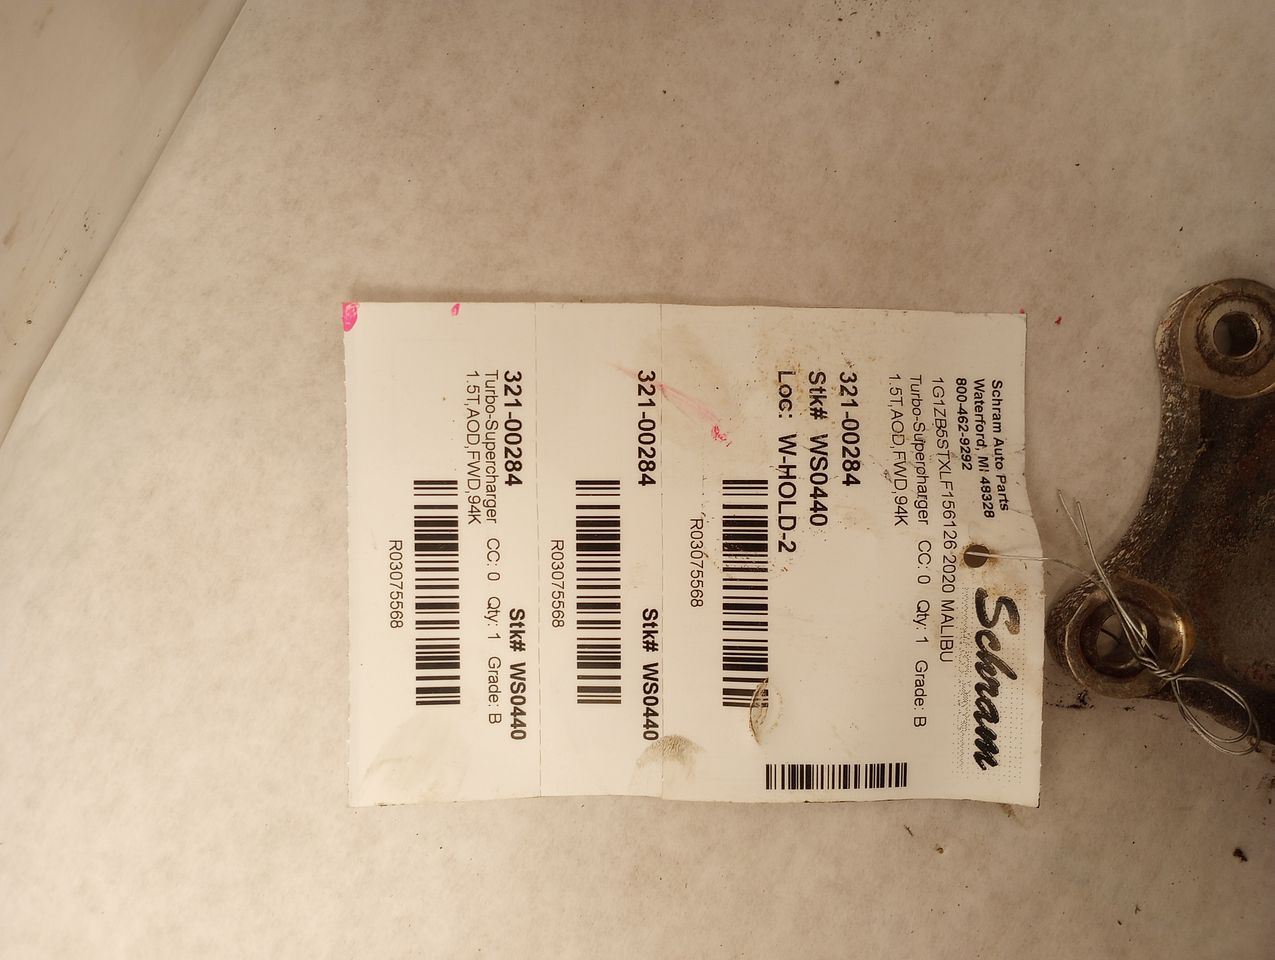 Schram Auto Parts
Waterford, MI 48328
800-462-9292
Schram
1G1ZB5STXLF156126 2020 MALIBU
Turbo-Supercharger CC: 0 Qty: 1 Grade: B
1.5T,AOD,FWD,94K
321-00284
Stk# WS0440
Loc: W-HOLD-2
R03075568
321-00284 Stk# WS0440
R03075568
321-00284 Stk# WS0440
Turbo-Supercharger CC: 0 Qty: 1 Grade: B
1.5T,AOD,FWD,94K
R03075568